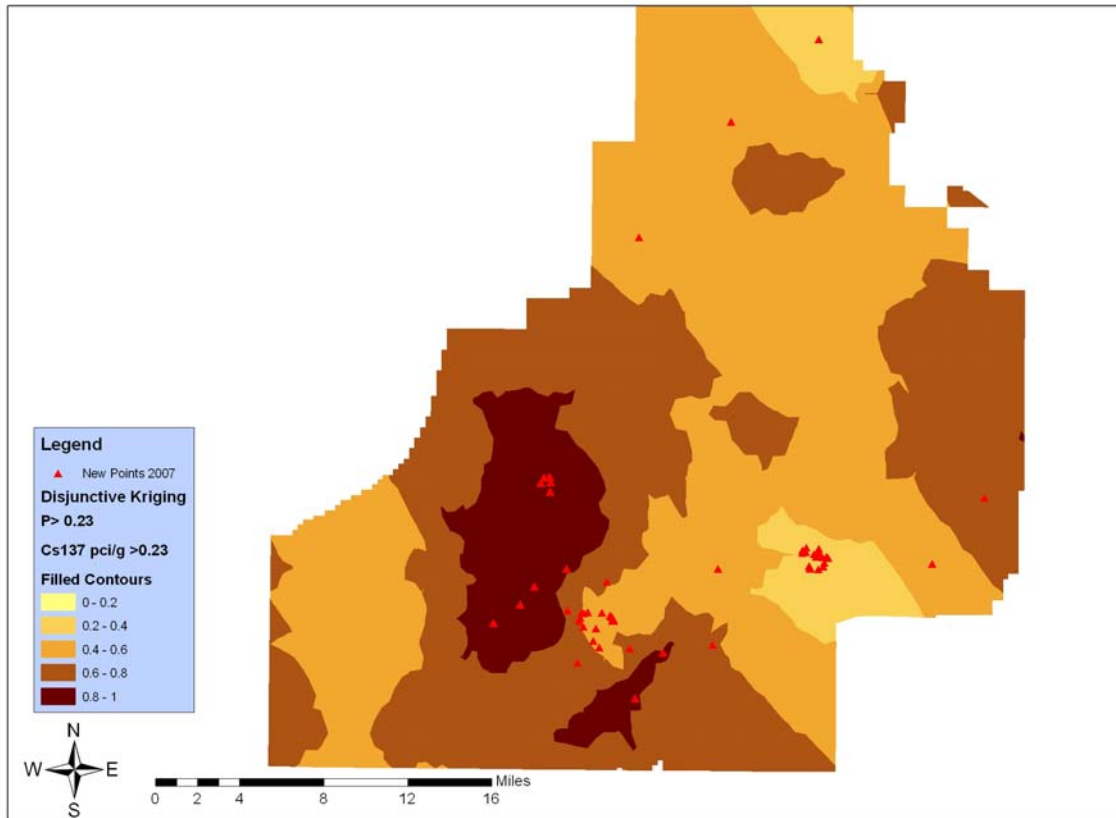 Legend
New Points 2007
Disjunctive Kriging
P> 0.23
Cs137 pci/g >0.23
Filled Contours
0 - 0.2
0.2 - 0.4
0.4 - 0.6
0.6 - 0.8
0.8 - 1
N
W E
S
Miles
0 2 4 8 12 16